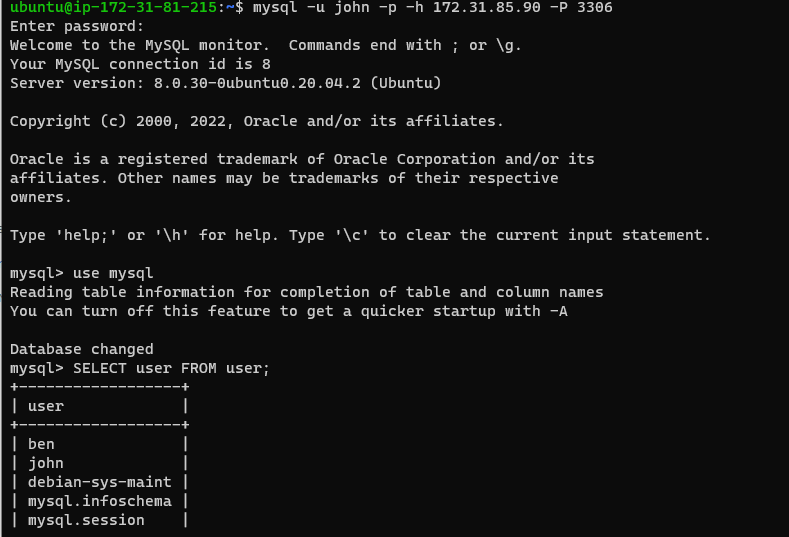 ubuntu@ip-172-31-81-215:~$ mysql -u john -p -h 172.31.85.90 -P 3306
Enter password:
Welcome to the MySQL monitor.  Commands end with ; or \g.
Your MySQL connection id is 8
Server version: 8.0.30-0ubuntu0.20.04.2 (Ubuntu)

Copyright (c) 2000, 2022, Oracle and/or its affiliates.

Oracle is a registered trademark of Oracle Corporation and/or its
affiliates. Other names may be trademarks of their respective
owners.

Type 'help;' or '\h' for help. Type '\c' to clear the current input statement.

mysql> use mysql
Reading table information for completion of table and column names
You can turn off this feature to get a quicker startup with -A

Database changed
mysql> SELECT user FROM user;
+------------------+
| user             |
+------------------+
| ben              |
| john             |
| debian-sys-maint |
| mysql.infoschema |
| mysql.session    |